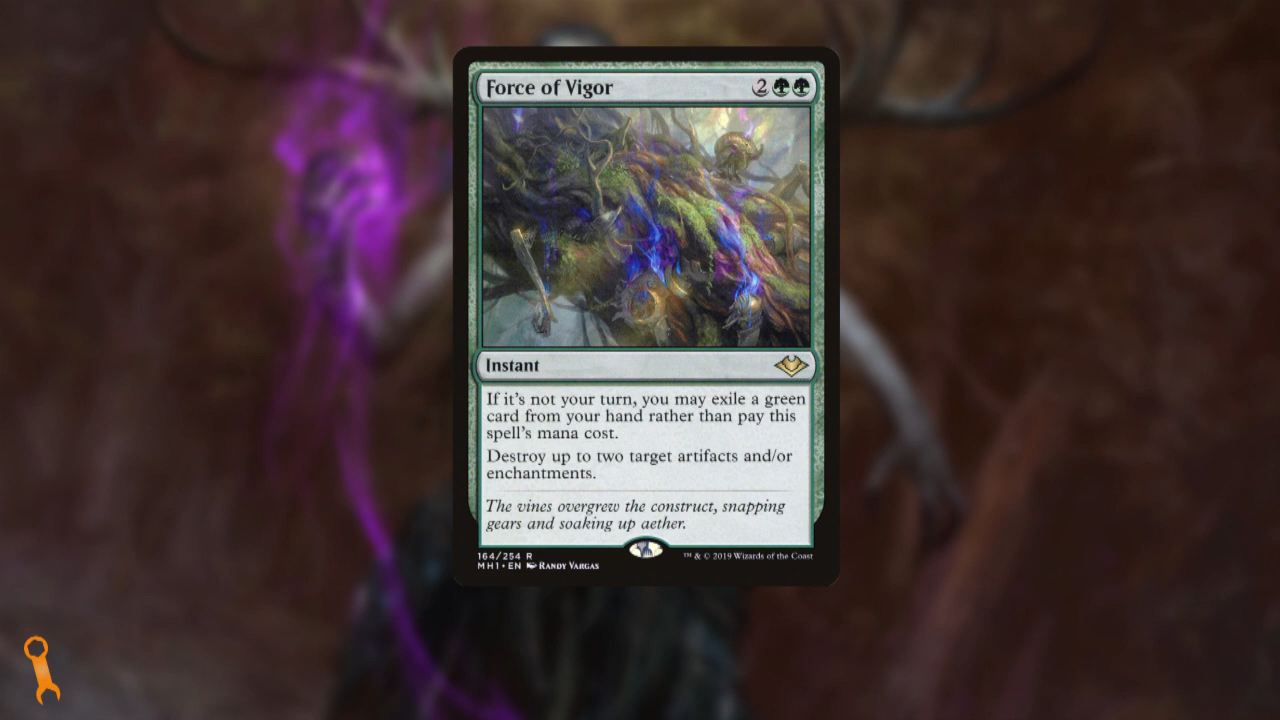 Force of Vigor 2
Instant
If it's not your turn, you may exile a green
card from your hand rather than pay this
spell's mana cost.
Destroy up to two target artifacts and/or
enchantments.
The vines overgrew the construct, snapping
gears and soaking up aether.
164/254 R
MH1 • EN Randy Vargas
™ & © 2019 Wizards of the Coast